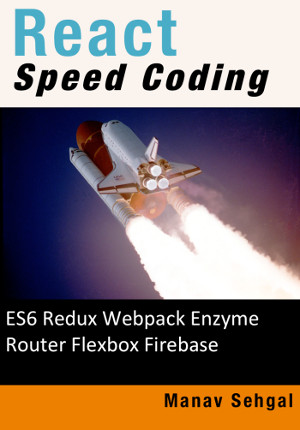 React
Speed Coding
ES6 Redux Webpack Enzyme
Router Flexbox Firebase
Manav Sehgal